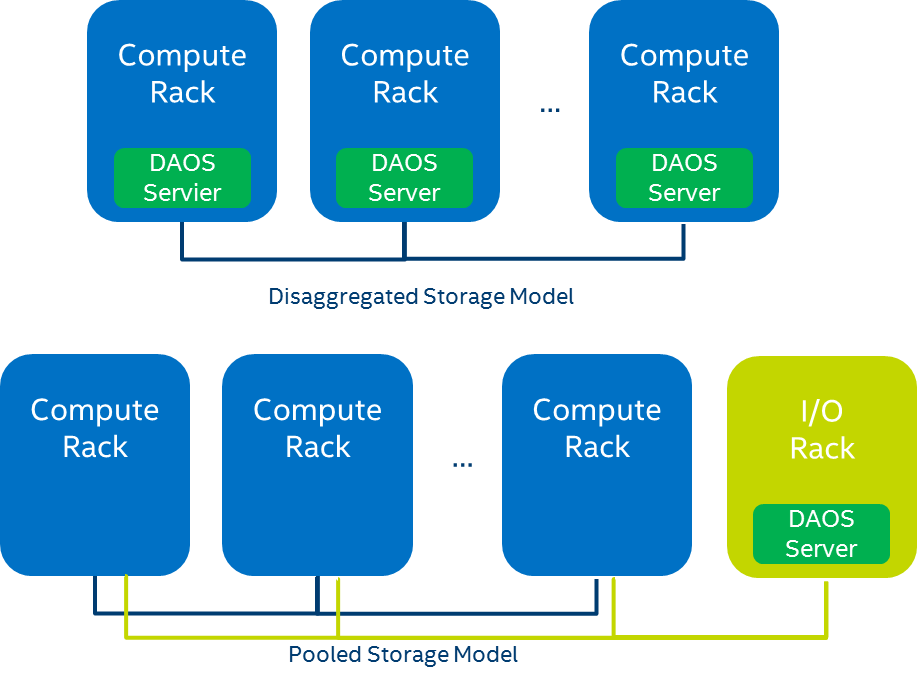 Compute
Rack
Compute
Rack
...
Compute
Rack
DAOS
Servier
DAOS
Server
DAOS
Server
Disaggregated Storage Model
Compute
Rack
Compute
Rack
...
Compute
Rack
I/O
Rack
DAOS
Server
Pooled Storage Model